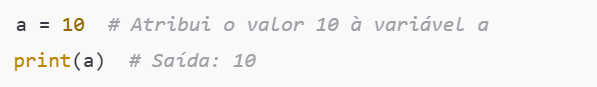 a = 10  # Atribui o valor 10 à variável a
print(a)  # Saída: 10